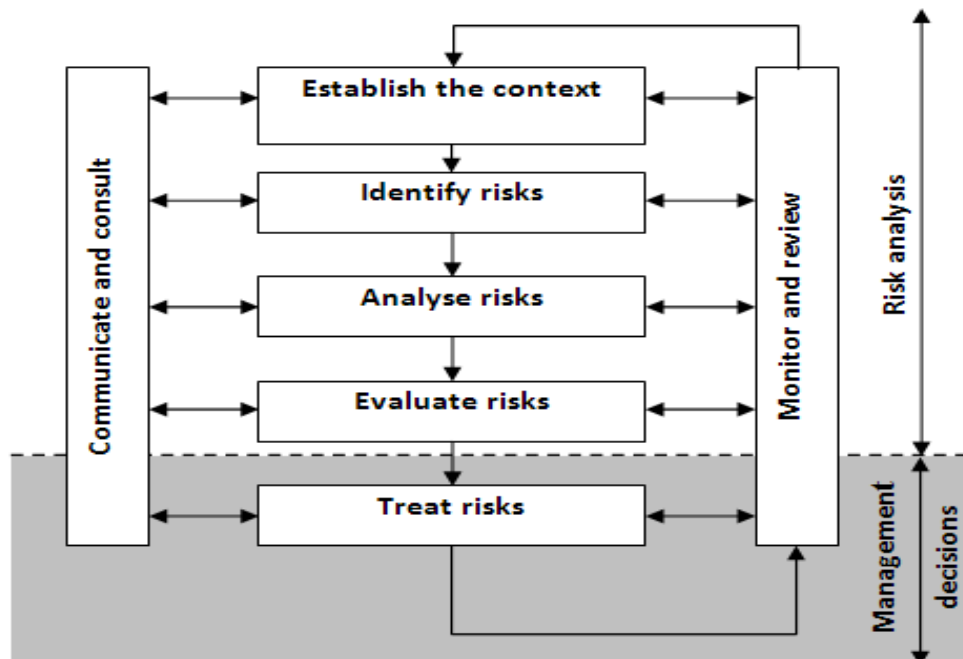 Establish the context
Identify risks
Analyse risks
Evaluate risks
Treat risks
Communicate and consult
Monitor and review
Risk analysis
Management
decisions